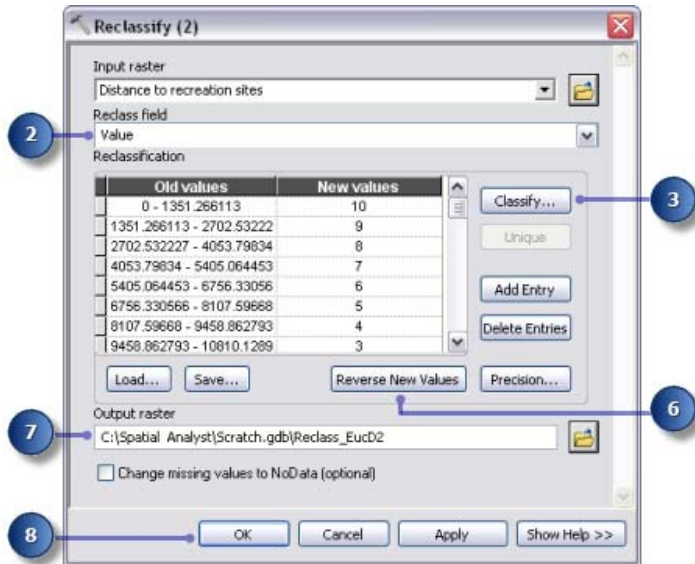 Reclassify (2)
Input raster
Distance to recreation sites
Reclass field
2
Value
Reclassification
Old values New values
0 - 1351.266113 10
1351.266113 - 2702.53222 9
2702.532227 - 4053.79834 8
4053.79834 - 5405.064453 7
5405.064453 - 6756.33056 6
6756.330566 - 8107.59668 5
8107.59668 - 9458.862793 4
9458.862793 - 10810.1289 3
Classify...
3
Unique
Add Entry
Delete Entries
Load... Save... Reverse New Values Precision...
6
Output raster
7
C:\Spatial Analyst\Scratch.gdb\Reclass_EucD2
Change missing values to NoData (optional)
8
OK Cancel Apply Show Help >>